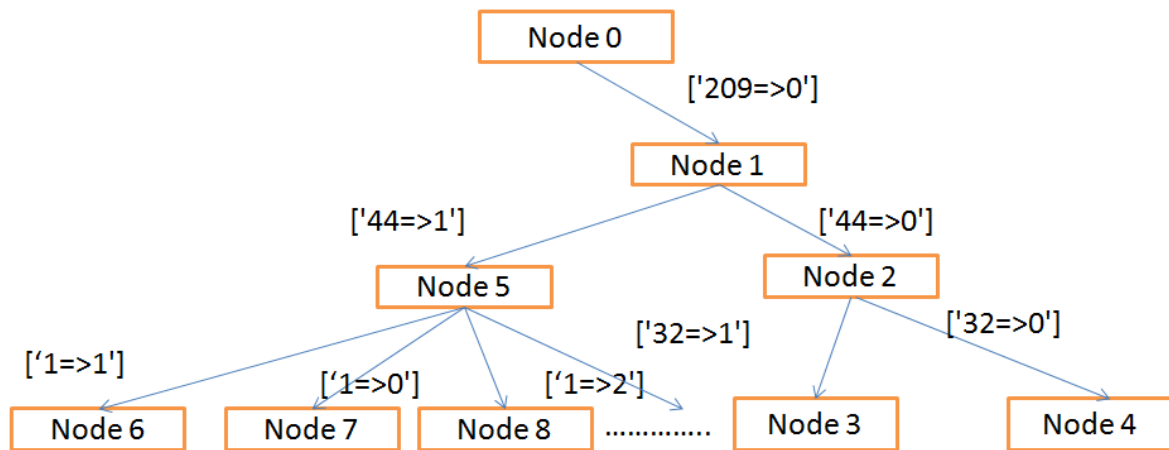 Node 0
['209=>0']
Node 1
['44=>1']
['44=>0']
Node 5
Node 2
['32=>1']
['32=>0']
[‘1=>1']
[‘1=>0']
[‘1=>2']
Node 6
Node 7
Node 8
…………..
Node 3
Node 4